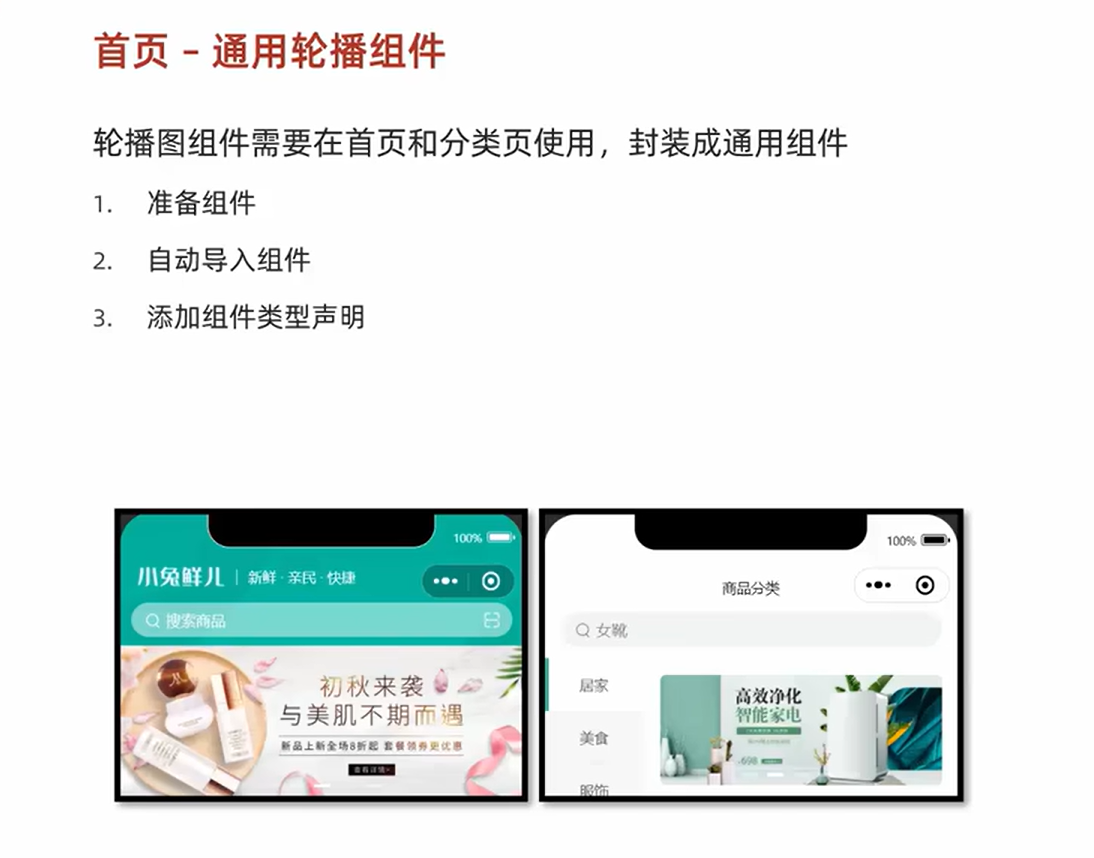 首页 – 通用轮播组件
轮播图组件需要在首页和分类页使用，封装成通用组件
1. 准备组件
2. 自动导入组件
3. 添加组件类型声明
100%
小兔鲜儿 | 新鲜·亲民·快捷
搜索商品
初秋来袭
与美肌不期而遇
新品上新全场8折起 套餐领券更优惠
查看详情
100%
商品分类
女靴
居家
高效净化
智能家电
美食
698
服饰